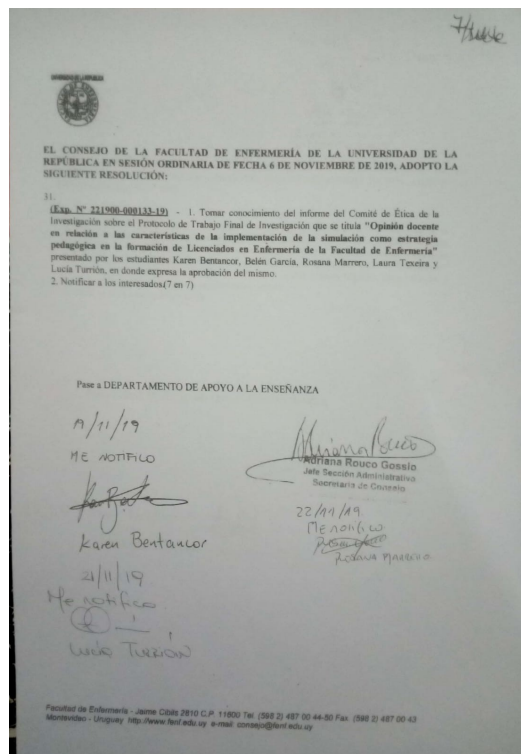 EL CONSEJO DE LA FACULTAD DE ENFERMERÍA DE LA UNIVERSIDAD DE LA
REPÚBLICA EN SESIÓN ORDINARIA DE FECHA 6 DE NOVIEMBRE DE 2019, ADOPTO LA
SIGUIENTE RESOLUCIÓN:
31.
(Exp. Nº 221900-000133-19) - 1. Tomar conocimiento del informe del Comité de Ética de la
Investigación sobre el Protocolo de Trabajo Final de Investigación que se titula "Opinión docente
en relación a las características de la implementación de la simulación como estrategia
pedagógica en la formación de Licenciados en Enfermería de la Facultad de Enfermería"
presentado por los estudiantes Karen Bentancor, Belén García, Rosana Marrero, Laura Texeira y
Lucía Turrión, en donde expresa la aprobación del mismo.
2. Notificar a los interesados.(7 en 7)
Pase a DEPARTAMENTO DE APOYO A LA ENSEÑANZA
19/11/19
ME NOTIFICO
Karen Bentancor
21/11/19
Me notifico
LUCÍA TURRIÓN
Adriana Rouco Gossio
Jefe Sección Administrativa
Secretaría de Consejo
22/11/19
ME NOTIFICO
ROSANA MARRERO
Facultad de Enfermería - Jaime Cibils 2810 C.P. 11600 Tel. (598 2) 487 00 44-50 Fax. (598 2) 487 00 43
Montevideo - Uruguay http://www.fenf.edu.uy e-mail: consejo@fenf.edu.uy